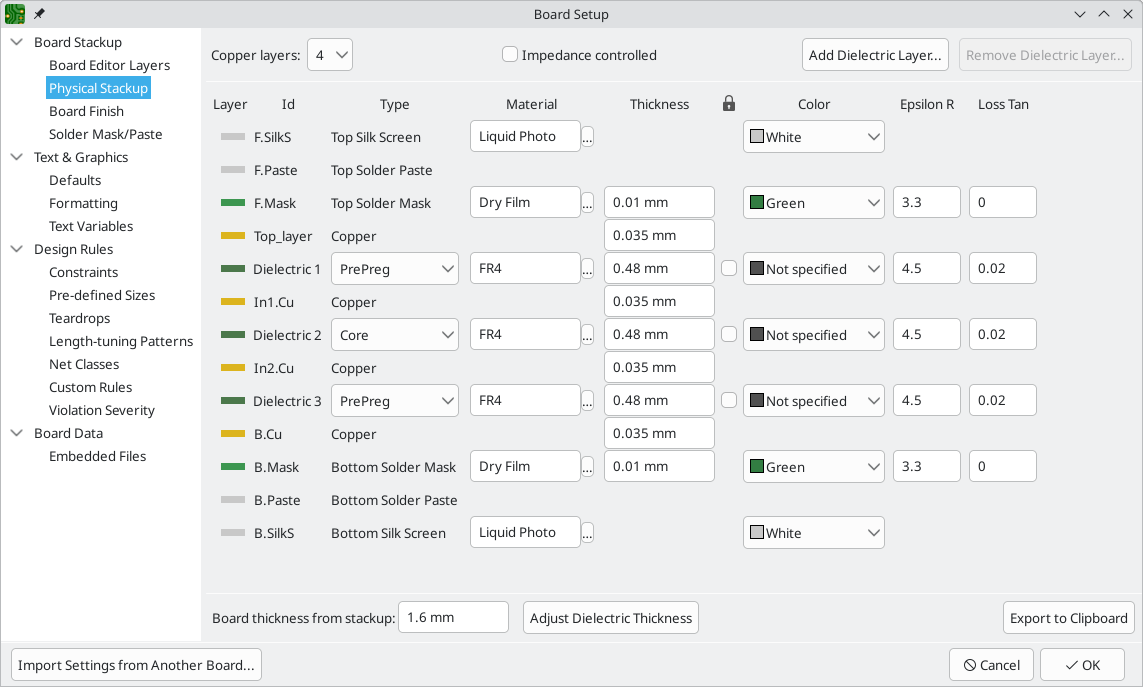 Board Setup
Board Stackup
Board Editor Layers
Physical Stackup
Board Finish
Solder Mask/Paste
Text & Graphics
Defaults
Formatting
Text Variables
Design Rules
Constraints
Pre-defined Sizes
Teardrops
Length-tuning Patterns
Net Classes
Custom Rules
Violation Severity
Board Data
Embedded Files
Copper layers: 4 Impedance controlled Add Dielectric Layer... Remove Dielectric Layer...
Layer Id Type Material Thickness Color Epsilon R Loss Tan
F.SilkS Top Silk Screen Liquid Photo ... White
F.Paste Top Solder Paste
F.Mask Top Solder Mask Dry Film ... 0.01 mm Green 3.3 0
Top_layer Copper 0.035 mm
Dielectric 1 PrePreg FR4 ... 0.48 mm Not specified 4.5 0.02
In1.Cu Copper 0.035 mm
Dielectric 2 Core FR4 ... 0.48 mm Not specified 4.5 0.02
In2.Cu Copper 0.035 mm
Dielectric 3 PrePreg FR4 ... 0.48 mm Not specified 4.5 0.02
B.Cu Copper 0.035 mm
B.Mask Bottom Solder Mask Dry Film ... 0.01 mm Green 3.3 0
B.Paste Bottom Solder Paste
B.SilkS Bottom Silk Screen Liquid Photo ... White
Board thickness from stackup: 1.6 mm Adjust Dielectric Thickness Export to Clipboard
Import Settings from Another Board... Cancel OK